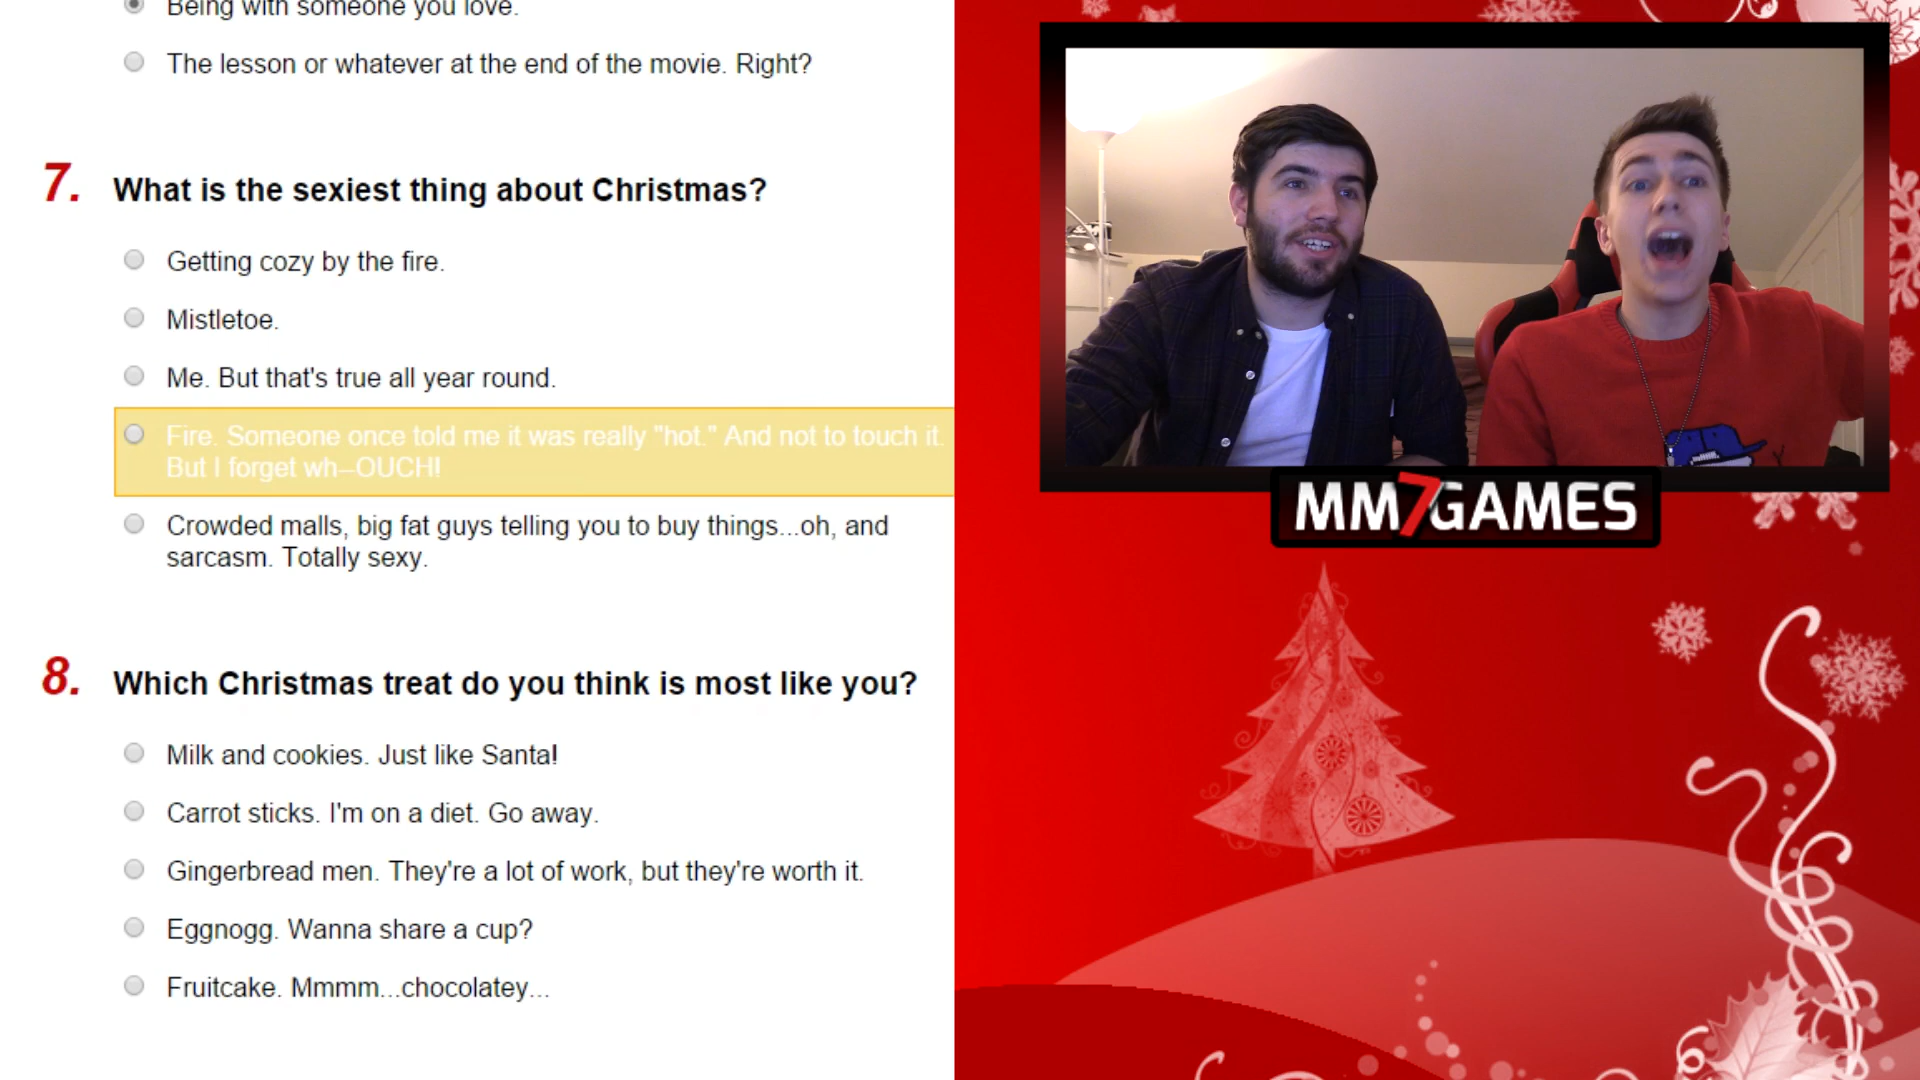 Being with someone you love.
The lesson or whatever at the end of the movie. Right?
7. What is the sexiest thing about Christmas?
Getting cozy by the fire.
Mistletoe.
Me. But that's true all year round.
Fire. Someone once told me it was really "hot." And not to touch it.
But I forget wh--OUCH!
Crowded malls, big fat guys telling you to buy things...oh, and
sarcasm. Totally sexy.
8. Which Christmas treat do you think is most like you?
Milk and cookies. Just like Santa!
Carrot sticks. I'm on a diet. Go away.
Gingerbread men. They're a lot of work, but they're worth it.
Eggnogg. Wanna share a cup?
Fruitcake. Mmmm...chocolatey...
MM7GAMES